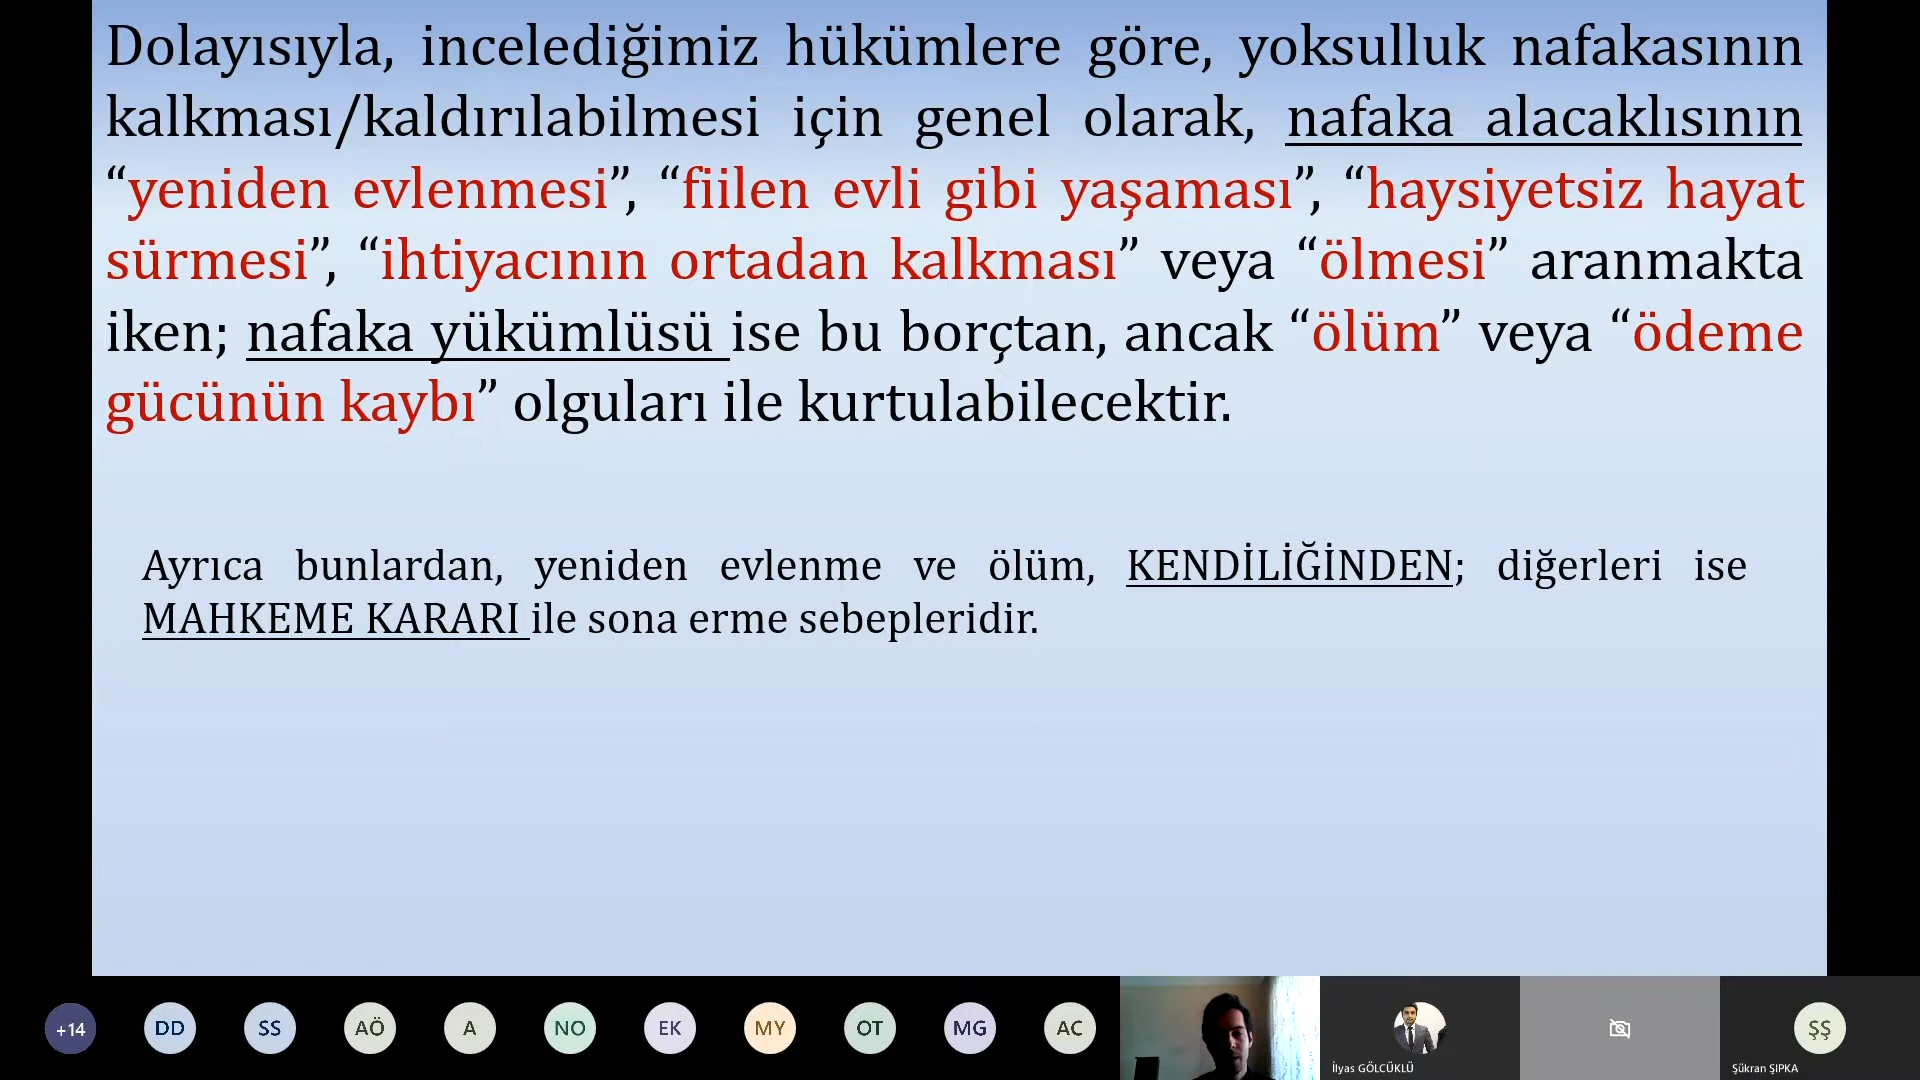 Dolayısıyla, incelediğimiz hükümlere göre, yoksulluk nafakasının
kalkması/kaldırılabilmesi için genel olarak, nafaka alacaklısının
“yeniden evlenmesi”, “fiilen evli gibi yaşaması”, “haysiyetsiz hayat
sürmesi”, “ihtiyacının ortadan kalkması” veya “ölmesi” aranmakta
iken; nafaka yükümlüsü ise bu borçtan, ancak “ölüm” veya “ödeme
gücünün kaybı” olguları ile kurtulabilecektir.
Ayrıca bunlardan, yeniden evlenme ve ölüm, KENDİLİĞİNDEN; diğerleri ise
MAHKEME KARARI ile sona erme sebepleridir.
+14 DD SS AÖ A NO EK MY OT MG AC ŞŞ
İlyas GÖLCÜKLÜ Şükran ŞIPKA